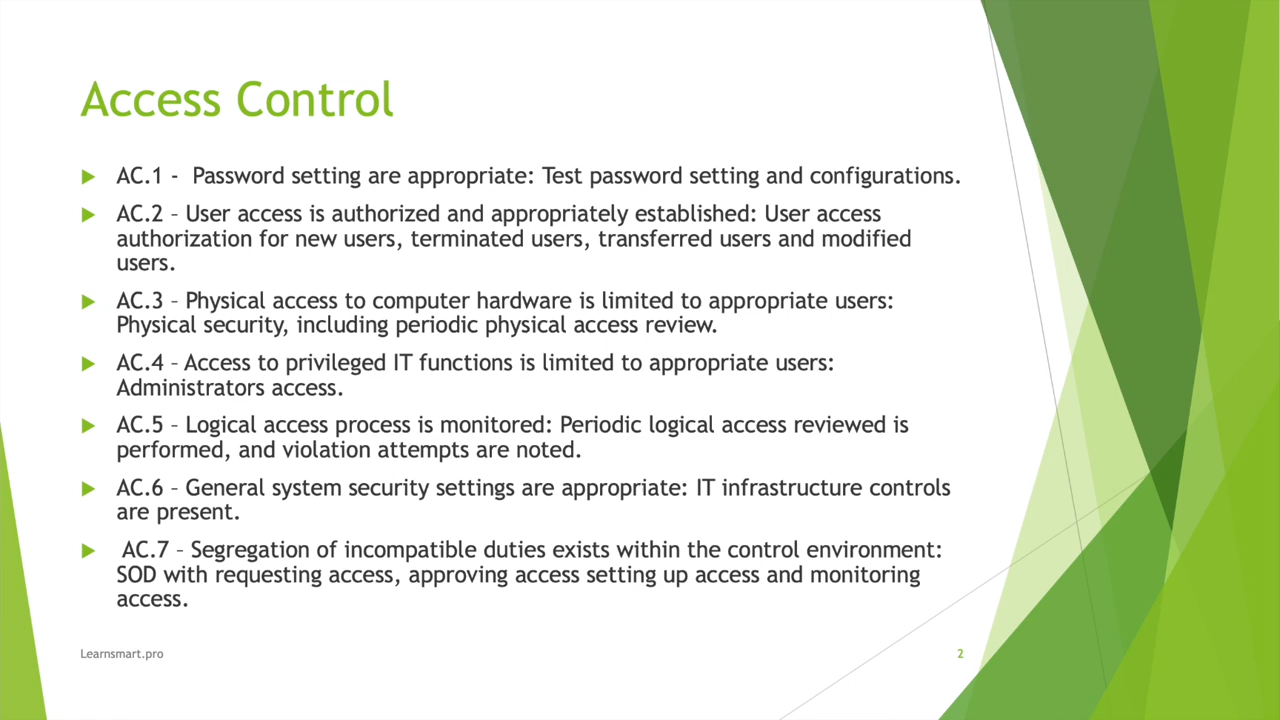 Access Control
AC.1 -  Password setting are appropriate: Test password setting and configurations.
AC.2 – User access is authorized and appropriately established: User access
authorization for new users, terminated users, transferred users and modified
users.
AC.3 – Physical access to computer hardware is limited to appropriate users:
Physical security, including periodic physical access review.
AC.4 – Access to privileged IT functions is limited to appropriate users:
Administrators access.
AC.5 – Logical access process is monitored: Periodic logical access reviewed is
performed, and violation attempts are noted.
AC.6 – General system security settings are appropriate: IT infrastructure controls
are present.
AC.7 – Segregation of incompatible duties exists within the control environment:
SOD with requesting access, approving access setting up access and monitoring
access.
Learnsmart.pro
2